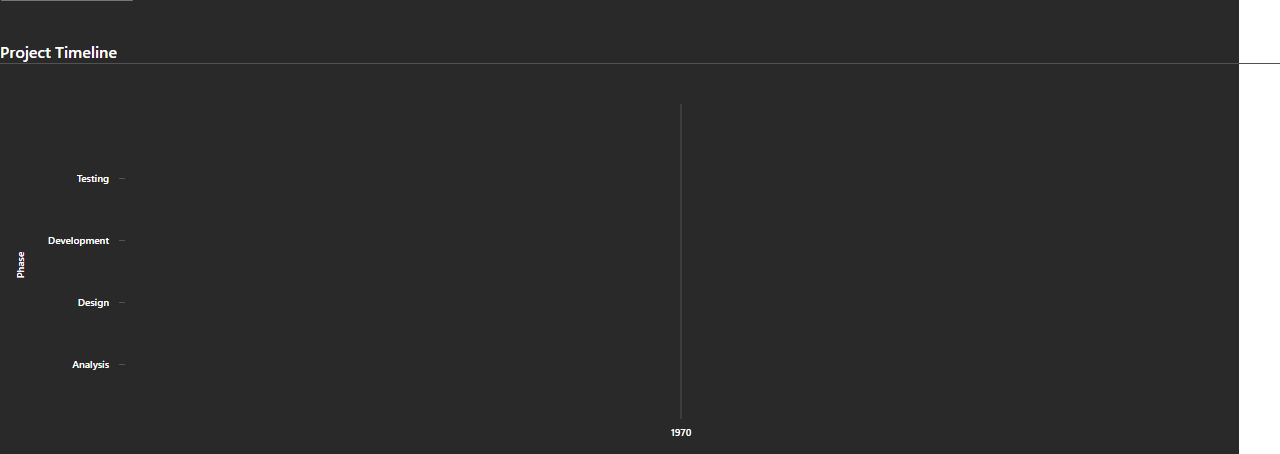 Project Timeline
Testing
Development
Phase
Design
Analysis
1970